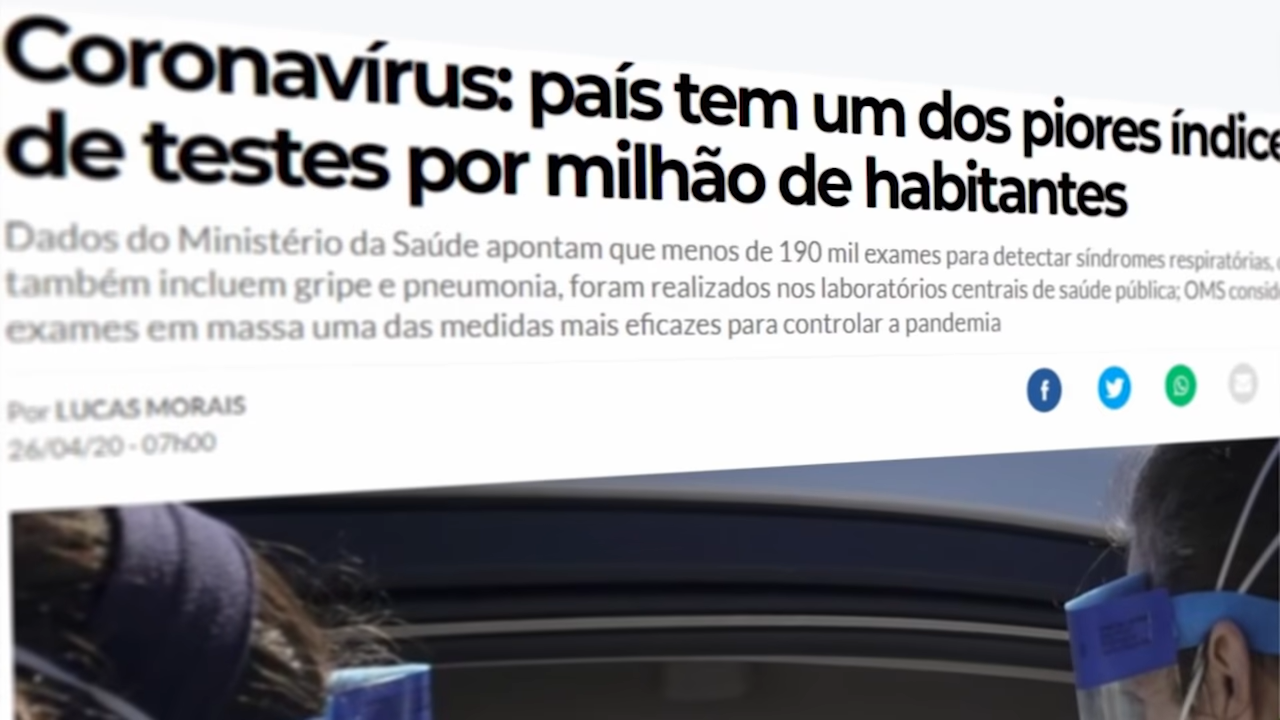 Coronavírus: país tem um dos piores índice
de testes por milhão de habitantes
Dados do Ministério da Saúde apontam que menos de 190 mil exames para detectar síndromes respiratórias,
também incluem gripe e pneumonia, foram realizados nos laboratórios centrais de saúde pública; OMS consid
exames em massa uma das medidas mais eficazes para controlar a pandemia
Por LUCAS MORAIS
26/04/20 - 07h00